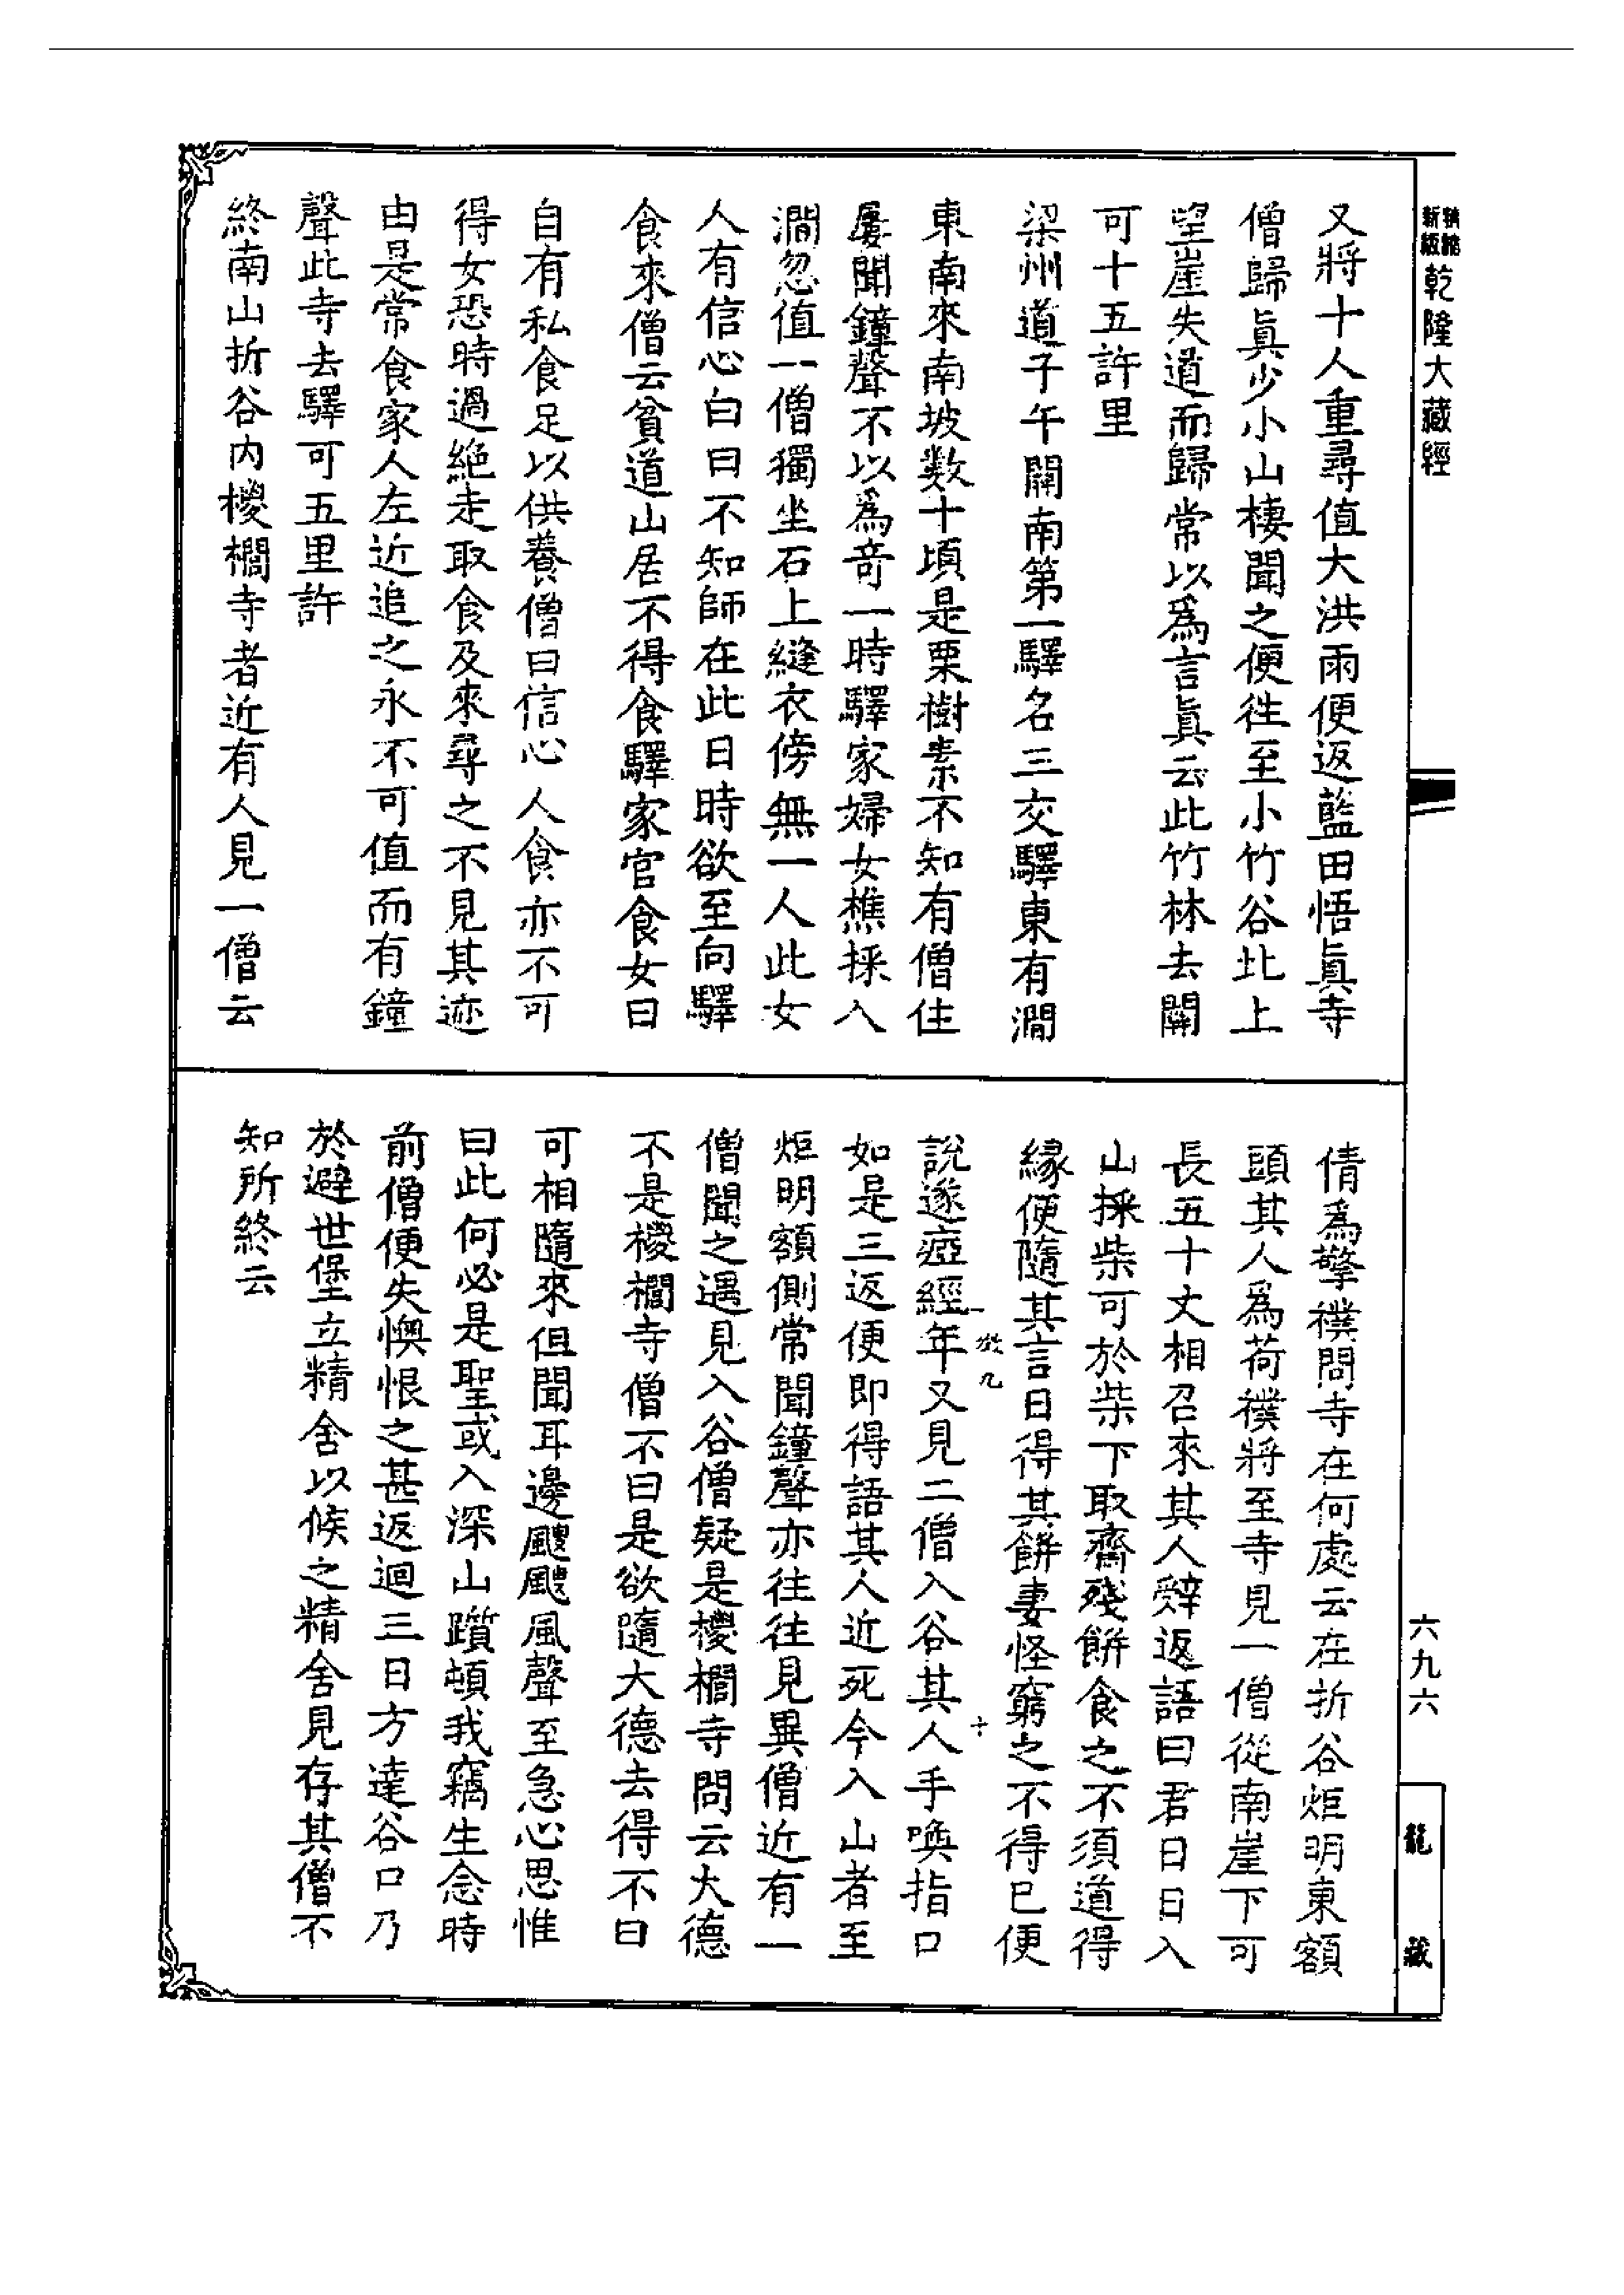 精縮新版乾隆大藏經
又將十人重尋值大洪雨便返藍田悟眞寺
僧歸眞少小山棲聞之便往至小竹谷北上
望崖失道而歸常以爲言眞云此竹林去關
可十五許里
梁州道子午關南第一驛名三交驛東有澗
東南來南坡数十頃是栗樹素不知有僧住
屢聞鐘聲不以爲竒一時驛家婦女樵採入
澗忽值一僧獨坐石上縫衣傍無一人此女
人有信心白曰不知師在此日時欲至向驛
食來僧云貧道山居不得食驛家官食女曰
自有私食足以供養僧曰信心人食亦不可
得女恐時過絶走取食及來尋之不見其迹
由是常食家人左近追之永不可值而有鐘
聲此寺去驛可五里許
終南山折谷内㯶櫚寺者近有人見一僧云
倩爲擎襆問寺在何處云在折谷炬明東額
頭其人爲荷襆將至寺見一僧從南崖下可
長五十丈相召來其人辤返語曰君日日入
山採柴可於柴下取齋殘餅食之不須道得
緣便隨其言日得其餅妻怪窮之不得已便
說遂瘂經年又見二僧入谷其人手喚指口
如是三返便即得語其人近死今入山者至
炬明額側常聞鐘聲亦往往見異僧近有一
僧聞之遇見入谷僧疑是㯶櫚寺問云大德
不是㯶櫚寺僧不曰是欲隨大德去得不曰
可相隨來但聞耳邊颼颼風聲至急心思惟
曰此何必是聖或入深山躓頓我竊生念時
前僧便失懊恨之甚返迴三日方達谷口乃
於避世堡立精舍以候之精舍見存其僧不
知所終云
六九六
龍藏